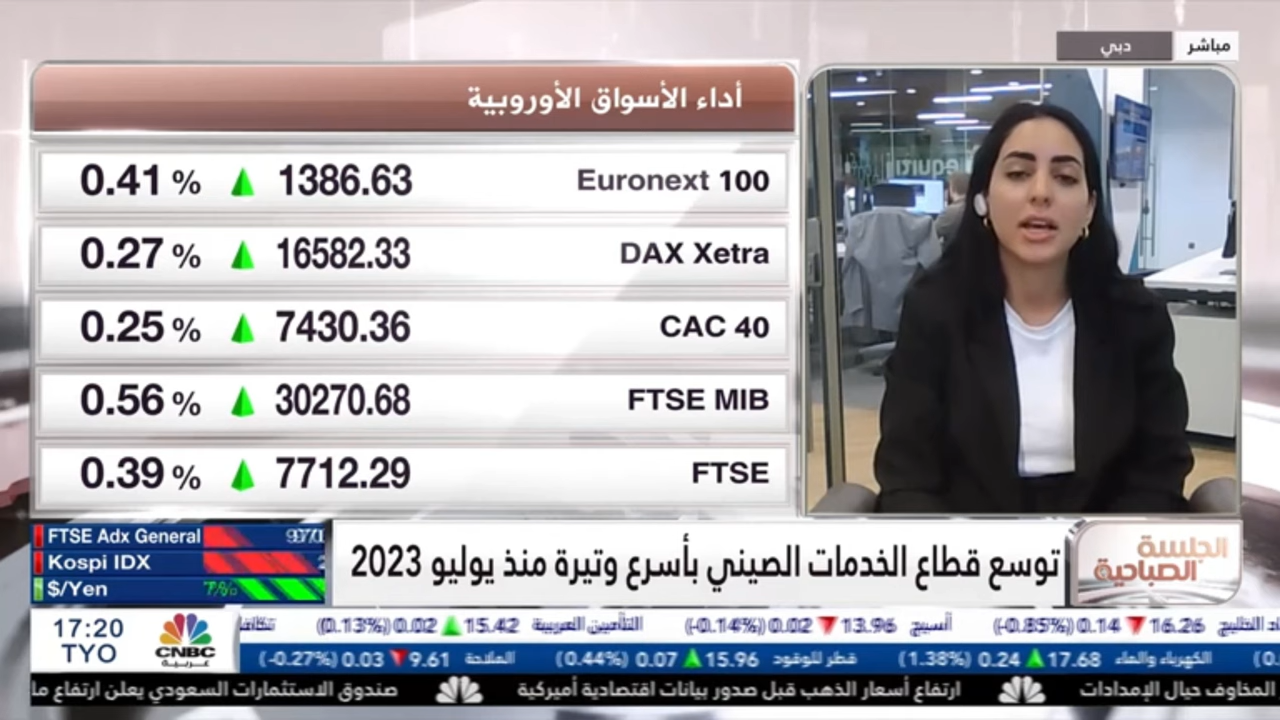 مباشر
دبي
أداء الأسواق الأوروبية
Euronext 100 1386.63 0.41 %
DAX Xetra 16582.33 0.27 %
CAC 40 7430.36 0.25 %
FTSE MIB 30270.68 0.56 %
FTSE 7712.29 0.39 %
equiti
الجلسة
الصباحية
توسع قطاع الخدمات الصيني بأسرع وتيرة منذ يوليو 2023
FTSE Adx General
Kospi IDX
$/Yen
17:20
TYO
CNBC
عربية
الخليج 16.26 0.14 (-0.85%) أسيج 13.96 0.02 (-0.14%) التأمين العربية 15.42 0.02 (0.13%)
الكهرباء والماء 17.68 0.24 (1.38%) قطر للوقود 15.96 0.07 (0.44%) الملاحة 9.61 0.03 (-0.27%)
المخاوف حيال الإمدادات ارتفاع أسعار الذهب قبل صدور بيانات اقتصادية أميركية صندوق الاستثمارات السعودي يعلن ارتفاع